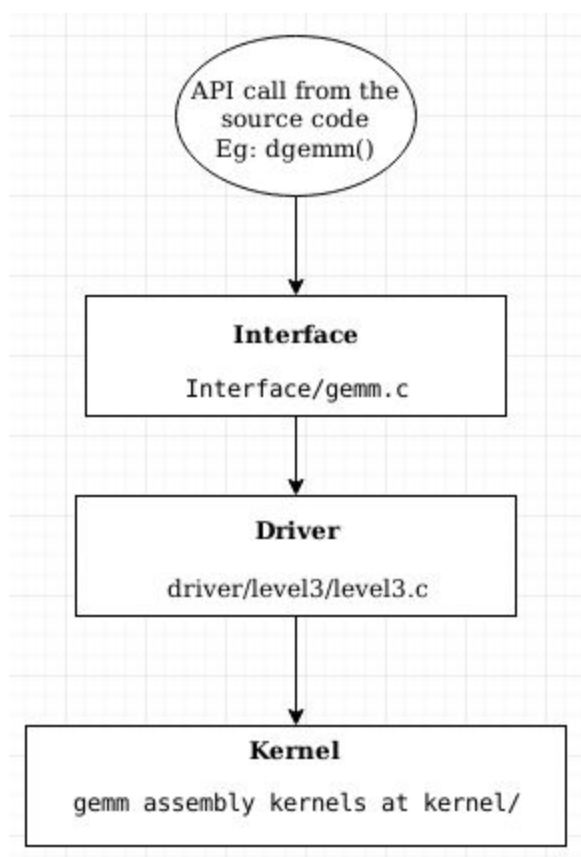 API call from the
source code
Eg: dgemm()
Interface
Interface/gemm.c
Driver
driver/level3/level3.c
Kernel
gemm assembly kernels at kernel/